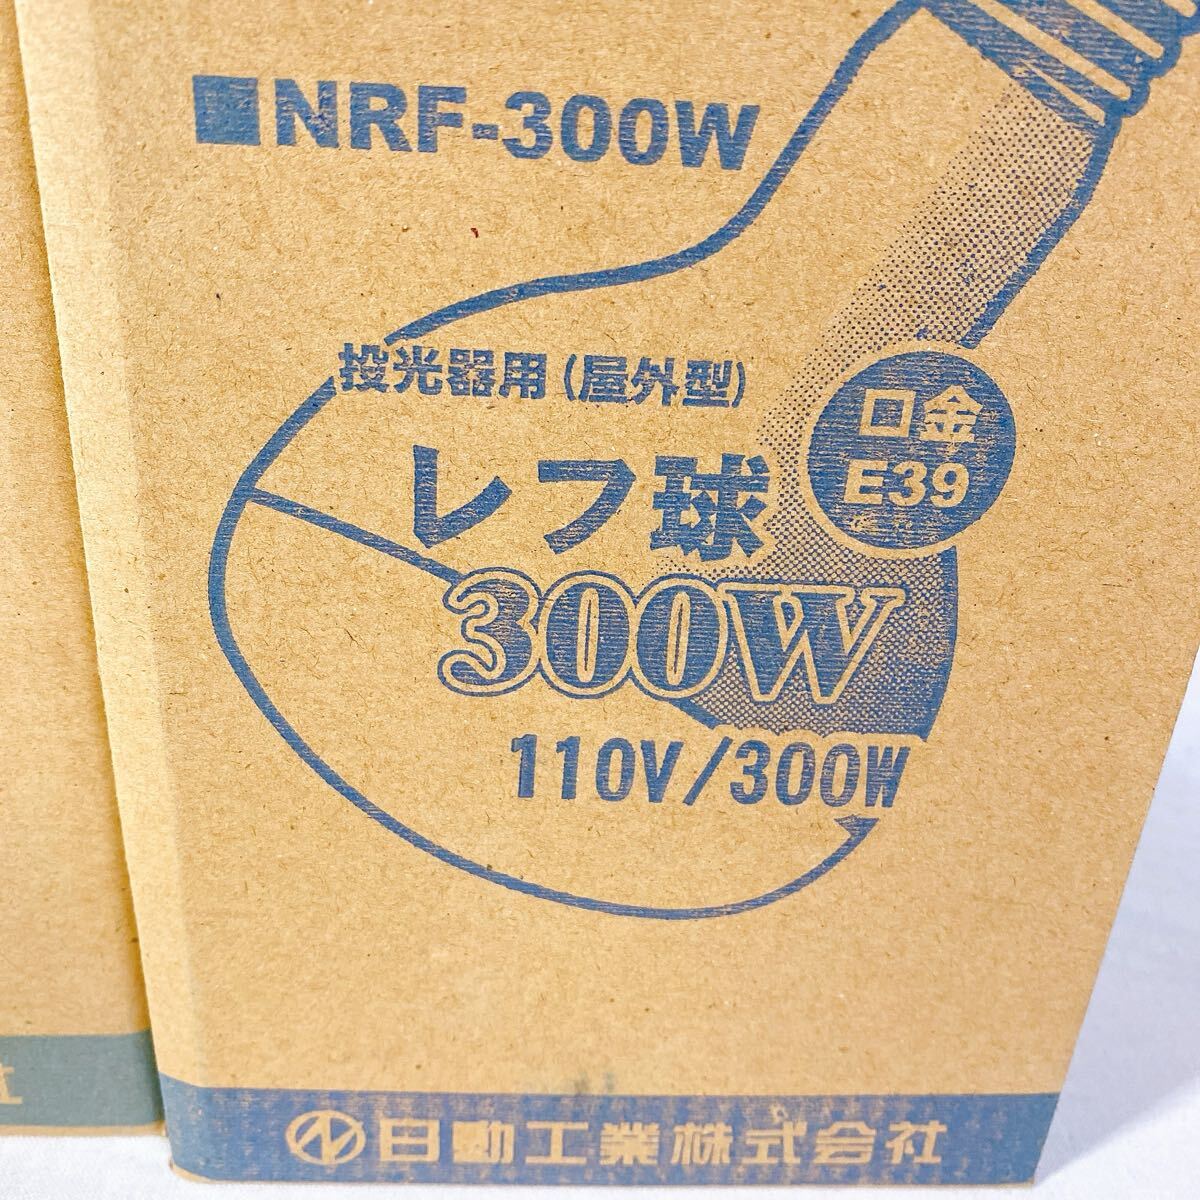 ■NRF-300W
投光器用(屋外型)
レフ球
口金
E39
300W
110V/300W
日動工業株式会社
社